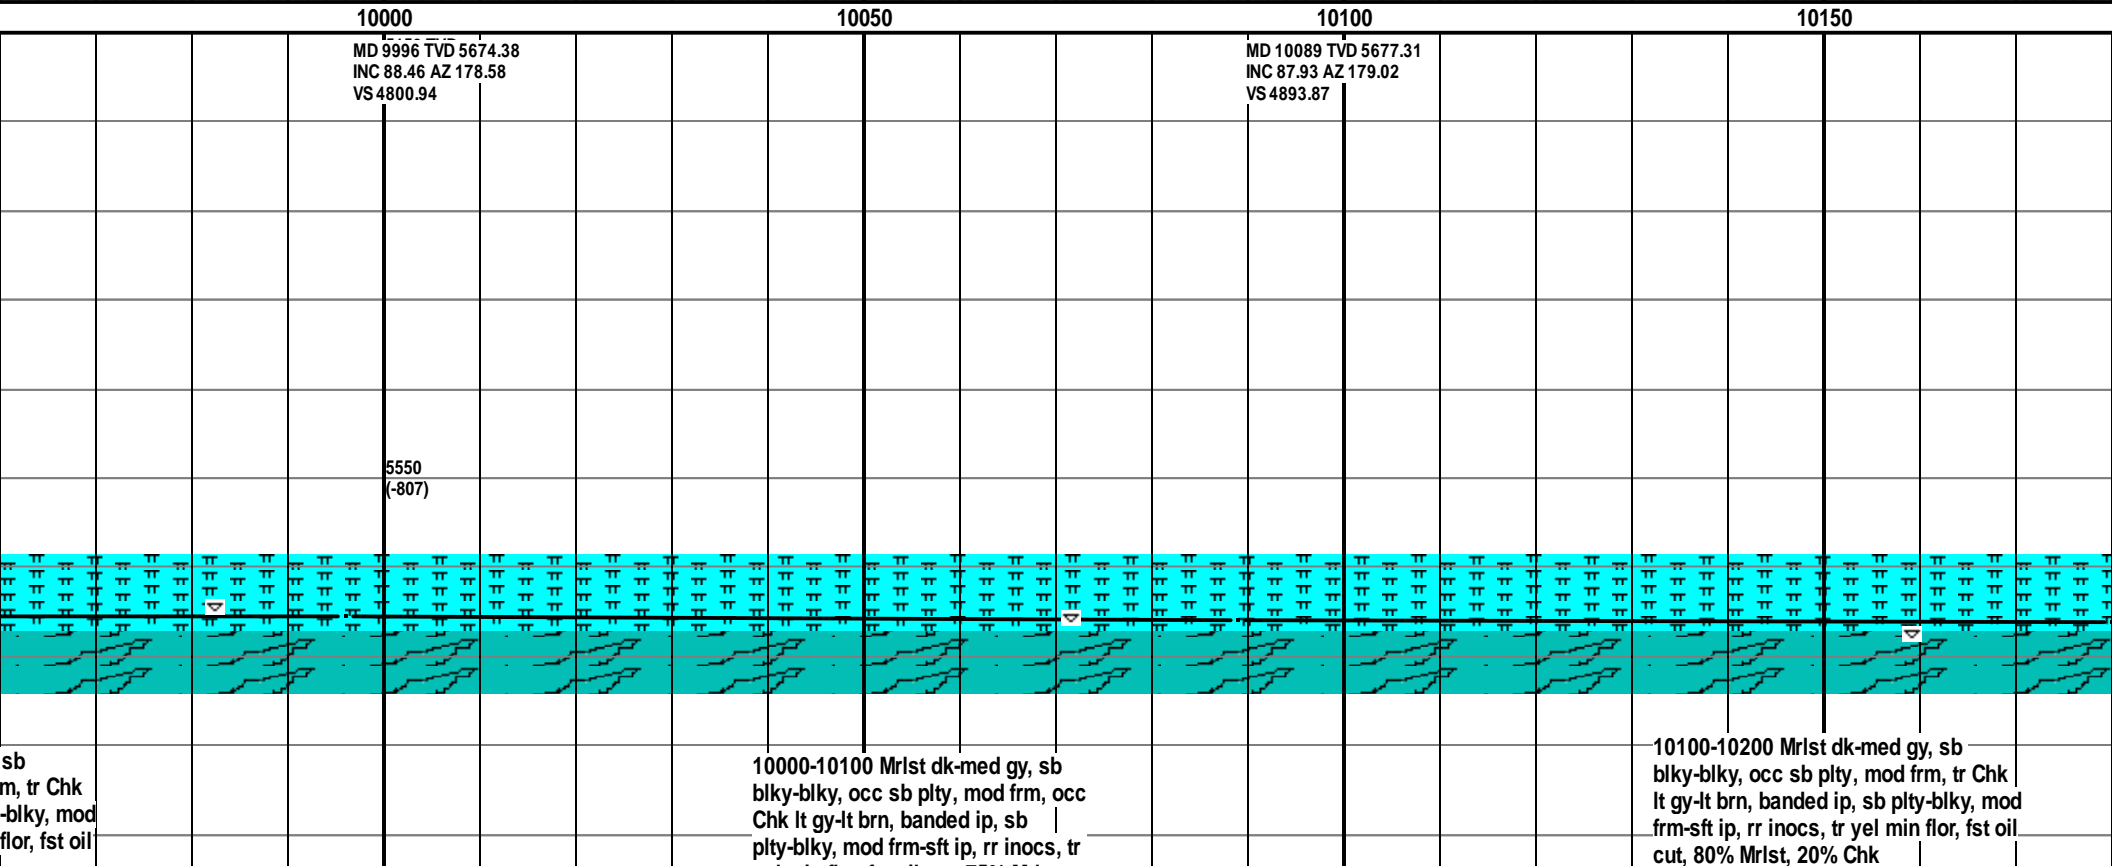 10000 10050 10100 10150
MD 9996 TVD 5674.38
INC 88.46 AZ 178.58
VS 4800.94
MD 10089 TVD 5677.31
INC 87.93 AZ 179.02
VS 4893.87
5550
(-807)
sb
m, tr Chk
-blky, mod
flor, fst oil
10000-10100 Mrlst dk-med gy, sb
blky-blky, occ sb plty, mod frm, occ
Chk lt gy-lt brn, banded ip, sb
plty-blky, mod frm-sft ip, rr inocs, tr
10100-10200 Mrlst dk-med gy, sb
blky-blky, occ sb plty, mod frm, tr Chk
lt gy-lt brn, banded ip, sb plty-blky, mod
frm-sft ip, rr inocs, tr yel min flor, fst oil
cut, 80% Mrlst, 20% Chk